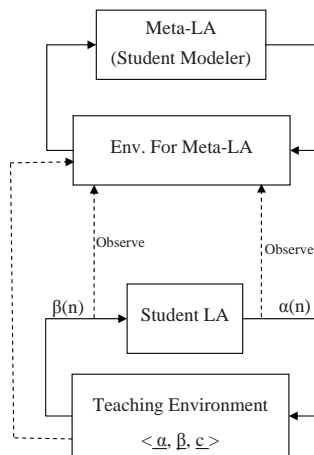 Meta-LA
(Student Modeler)
Env. For Meta-LA
Observe
Observe
β(n)
Student LA
α(n)
Teaching Environment
< α, β, c >